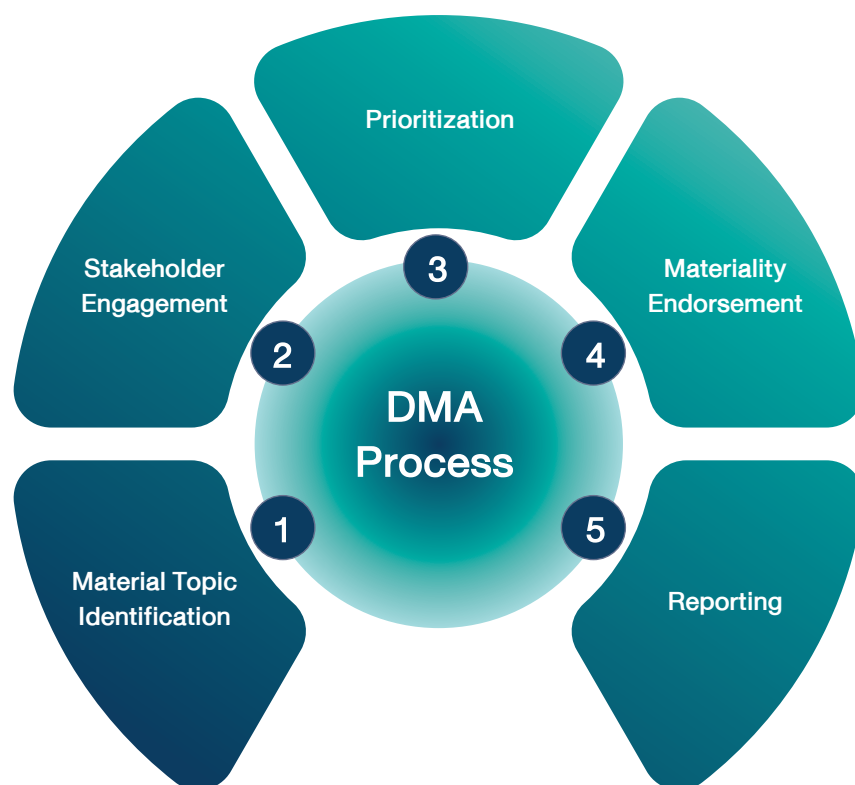 DMA
Process
1
Material Topic
Identification
2
Stakeholder
Engagement
3
Prioritization
4
Materiality
Endorsement
5
Reporting